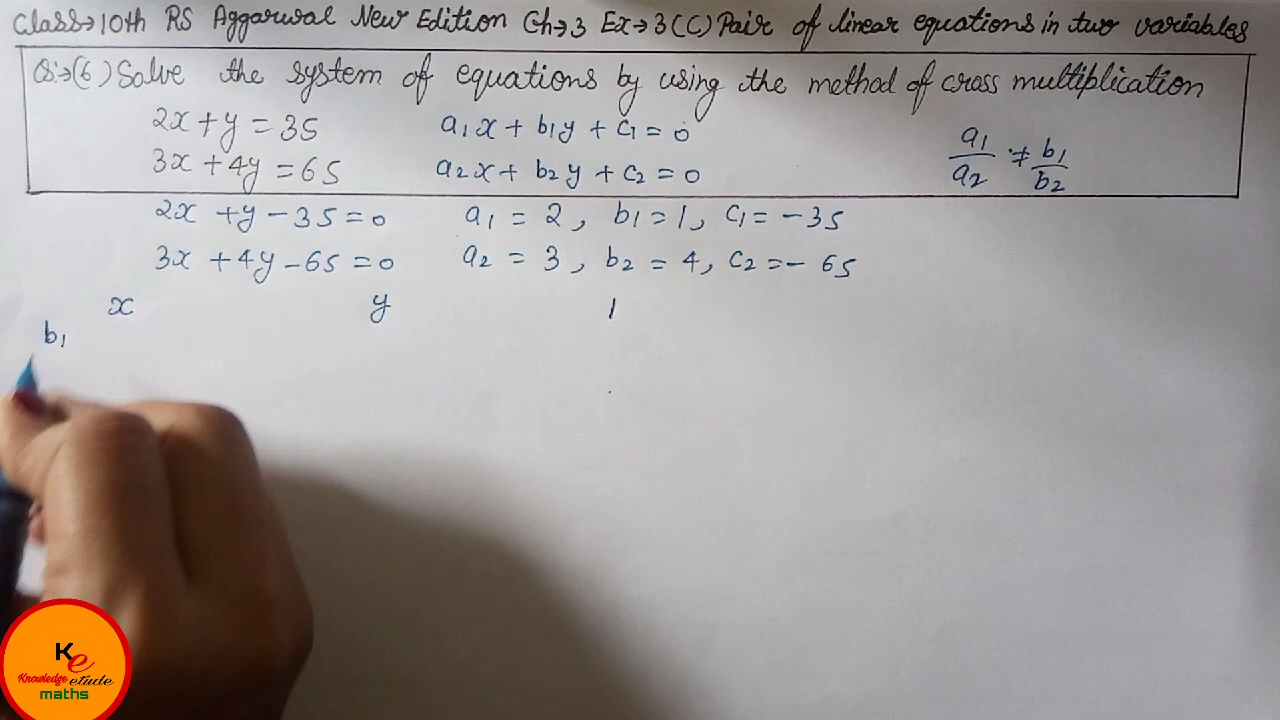 Class→10th RS Aggarwal New Edition Ch→3 Ex→3(C) Pair of linear equations in two variables
Q:→(6) Solve the system of equations by using the method of cross multiplication
2x + y = 35 a₁x + b₁y + c₁ = 0 a₁/a₂ ≠ b₁/b₂
3x + 4y = 65 a₂x + b₂y + c₂ = 0
2x + y - 35 = 0 a₁ = 2, b₁ = 1, c₁ = - 35
3x + 4y - 65 = 0 a₂ = 3, b₂ = 4, c₂ = - 65
x y 1
b₁
Ke
Knowledge etude
maths